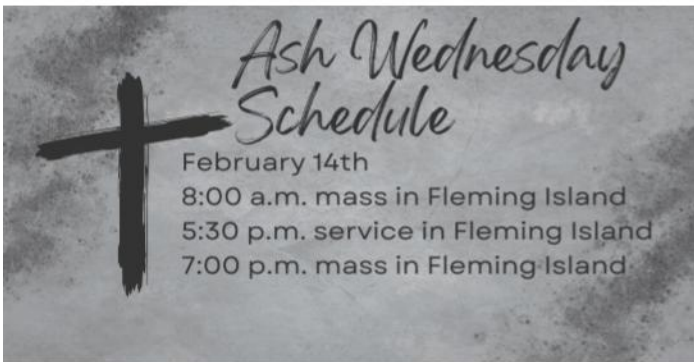 Ash Wednesday
Schedule
February 14th
8:00 a.m. mass in Fleming Island
5:30 p.m. service in Fleming Island
7:00 p.m. mass in Fleming Island